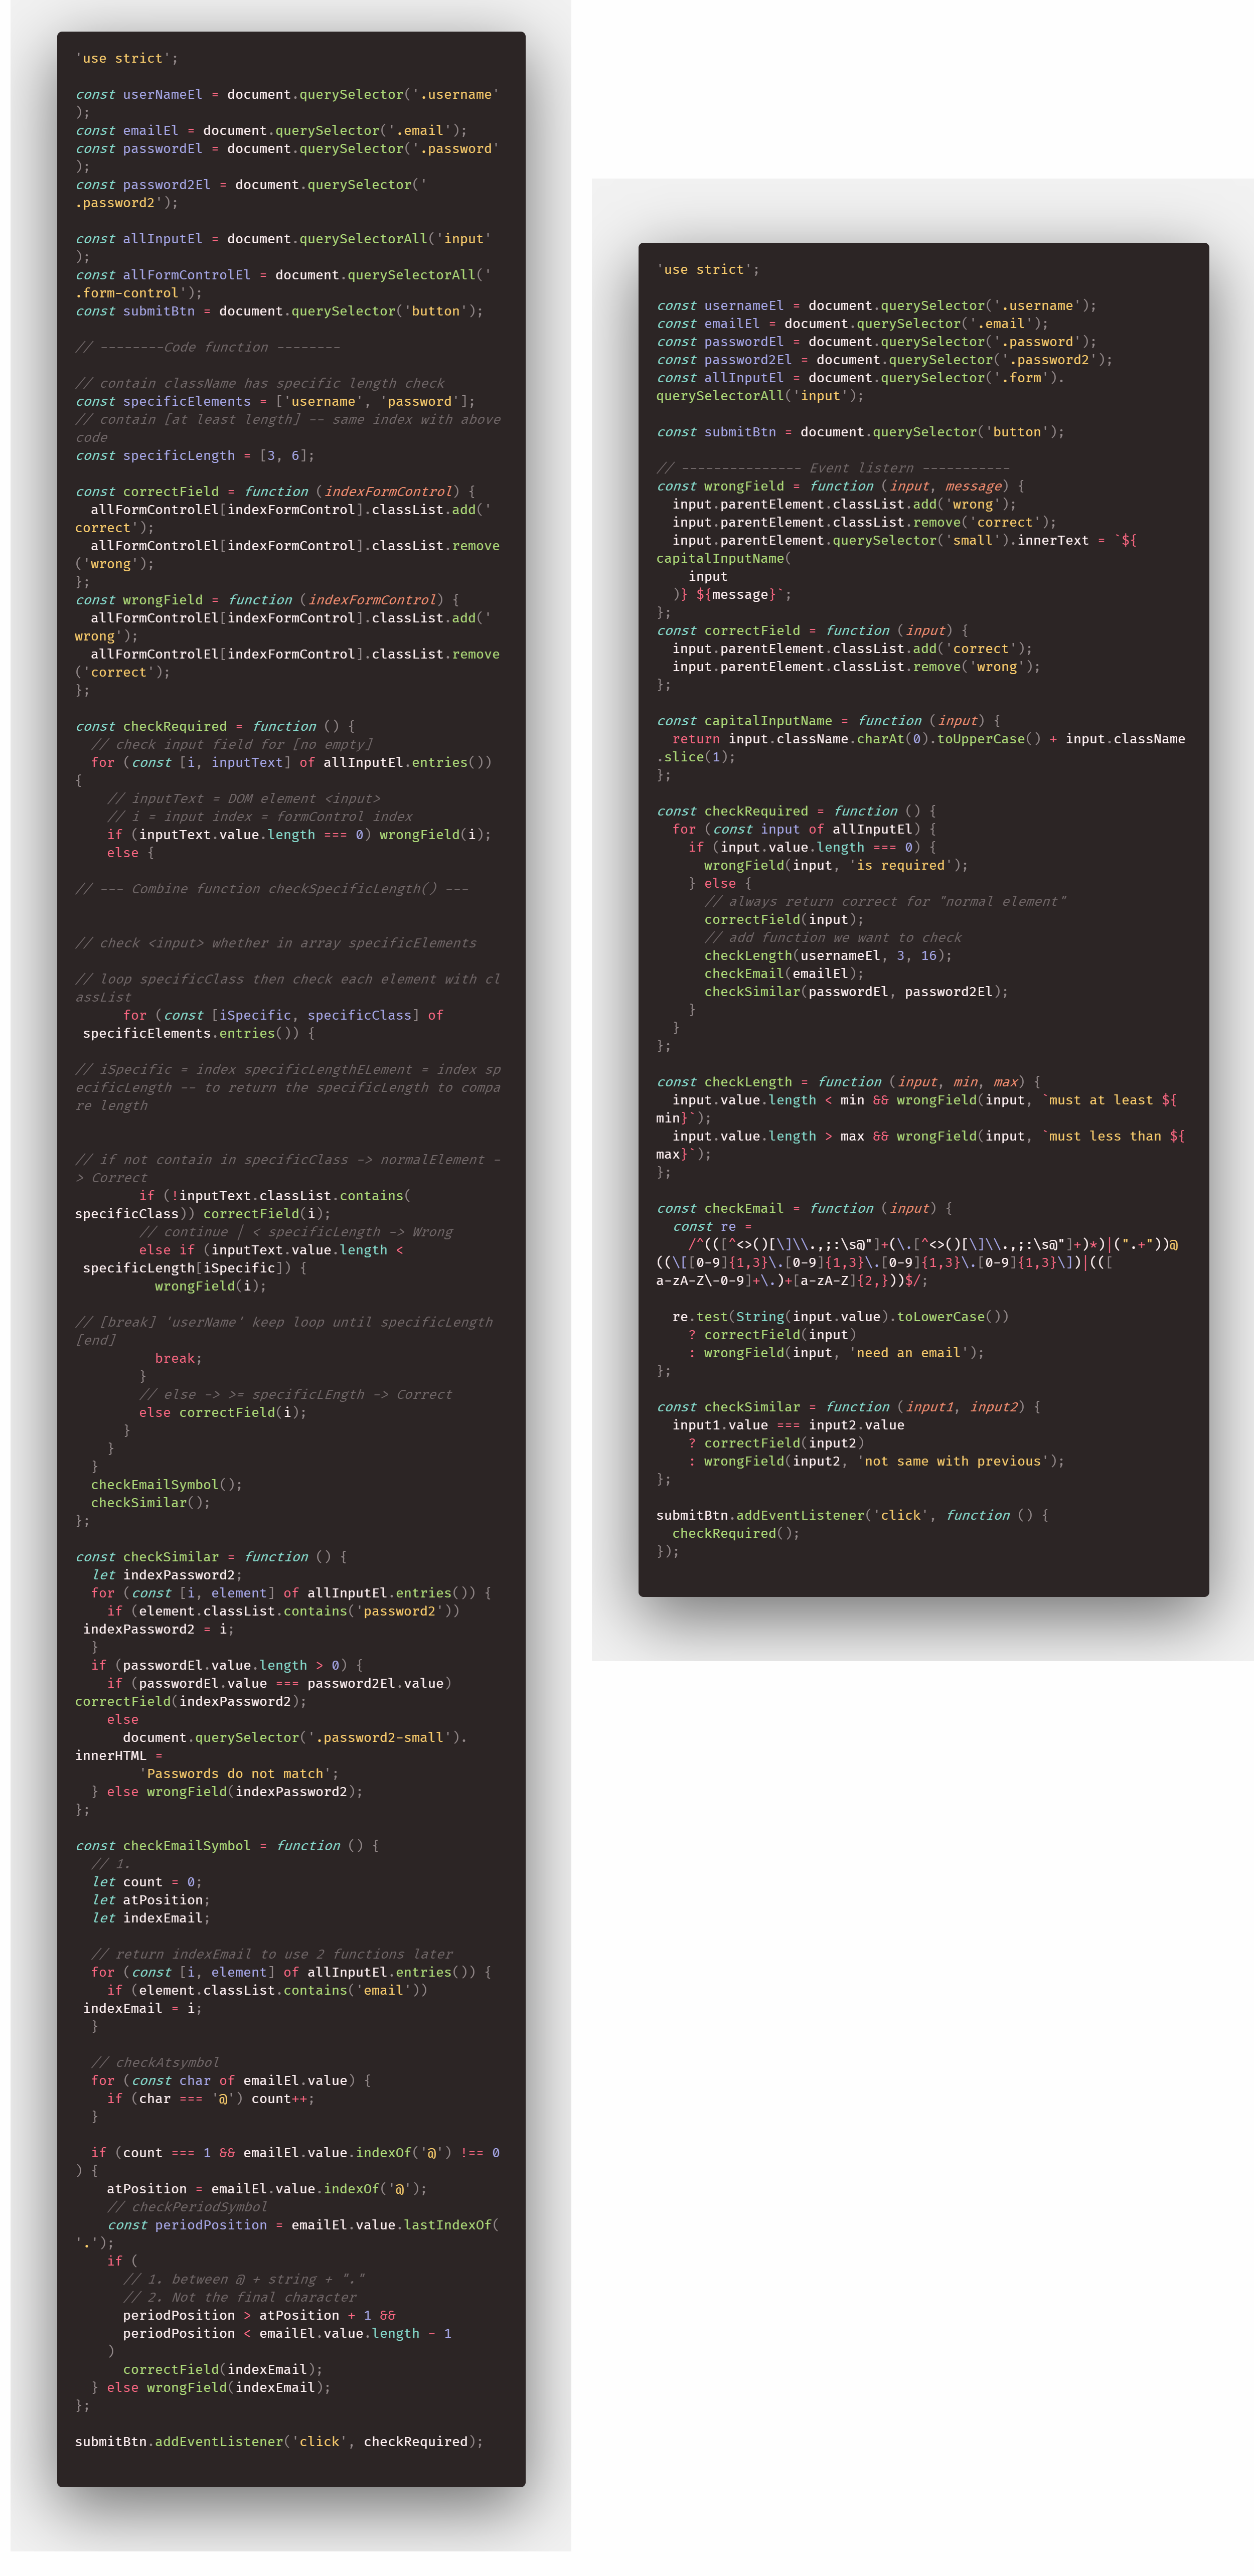 'use strict';
const userNameEl = document.querySelector('.username'
);
const emailEl = document.querySelector('.email');
const passwordEl = document.querySelector('.password'
);
const password2El = document.querySelector('
.password2');
const allInputEl = document.querySelectorAll('input'
);
const allFormControlEl = document.querySelectorAll('
.form-control');
const submitBtn = document.querySelector('button');
// --------Code function --------
// contain className has specific length check
const specificElements = ['username', 'password'];
// contain [at least length] -- same index with above
code
const specificLength = [3, 6];
const correctField = function (indexFormControl) {
  allFormControlEl[indexFormControl].classList.add('
correct');
  allFormControlEl[indexFormControl].classList.remove
('wrong');
};
const wrongField = function (indexFormControl) {
  allFormControlEl[indexFormControl].classList.add('
wrong');
  allFormControlEl[indexFormControl].classList.remove
('correct');
};
const checkRequired = function () {
  // check input field for [no empty]
  for (const [i, inputText] of allInputEl.entries())
{
    // inputText = DOM element <input>
    // i = input index = formControl index
    if (inputText.value.length === 0) wrongField(i);
    else {
// --- Combine function checkSpecificLength() ---
// check <input> whether in array specificElements
// loop specificClass then check each element with cl
assList
      for (const [iSpecific, specificClass] of
 specificElements.entries()) {
// iSpecific = index specificLengthELement = index sp
ecificLength -- to return the specificLength to compa
re length
// if not contain in specificClass -> normalElement -
> Correct
        if (!inputText.classList.contains(
specificClass)) correctField(i);
        // continue | < specificLength -> Wrong
        else if (inputText.value.length <
 specificLength[iSpecific]) {
          wrongField(i);
// [break] 'userName' keep loop until specificLength
[end]
          break;
        }
        // else -> >= specificLEngth -> Correct
        else correctField(i);
      }
    }
  }
  checkEmailSymbol();
  checkSimilar();
};
const checkSimilar = function () {
  let indexPassword2;
  for (const [i, element] of allInputEl.entries()) {
    if (element.classList.contains('password2'))
 indexPassword2 = i;
  }
  if (passwordEl.value.length > 0) {
    if (passwordEl.value === password2El.value)
correctField(indexPassword2);
    else
      document.querySelector('.password2-small').
innerHTML =
        'Passwords do not match';
  } else wrongField(indexPassword2);
};
const checkEmailSymbol = function () {
  // 1.
  let count = 0;
  let atPosition;
  let indexEmail;
  // return indexEmail to use 2 functions later
  for (const [i, element] of allInputEl.entries()) {
    if (element.classList.contains('email'))
 indexEmail = i;
  }
  // checkAtsymbol
  for (const char of emailEl.value) {
    if (char === '@') count++;
  }
  if (count === 1 && emailEl.value.indexOf('@') !== 0
) {
    atPosition = emailEl.value.indexOf('@');
    // checkPeriodSymbol
    const periodPosition = emailEl.value.lastIndexOf(
'.');
    if (
      // 1. between @ + string + "."
      // 2. Not the final character
      periodPosition > atPosition + 1 &&
      periodPosition < emailEl.value.length - 1
    )
      correctField(indexEmail);
  } else wrongField(indexEmail);
};
submitBtn.addEventListener('click', checkRequired);
'use strict';
const usernameEl = document.querySelector('.username');
const emailEl = document.querySelector('.email');
const passwordEl = document.querySelector('.password');
const password2El = document.querySelector('.password2');
const allInputEl = document.querySelector('.form').
querySelectorAll('input');
const submitBtn = document.querySelector('button');
// --------------- Event listern -----------
const wrongField = function (input, message) {
  input.parentElement.classList.add('wrong');
  input.parentElement.classList.remove('correct');
  input.parentElement.querySelector('small').innerText = `${
capitalInputName(
    input
  )} ${message}`;
};
const correctField = function (input) {
  input.parentElement.classList.add('correct');
  input.parentElement.classList.remove('wrong');
};
const capitalInputName = function (input) {
  return input.className.charAt(0).toUpperCase() + input.className
.slice(1);
};
const checkRequired = function () {
  for (const input of allInputEl) {
    if (input.value.length === 0) {
      wrongField(input, 'is required');
    } else {
      // always return correct for "normal element"
      correctField(input);
      // add function we want to check
      checkLength(usernameEl, 3, 16);
      checkEmail(emailEl);
      checkSimilar(passwordEl, password2El);
    }
  }
};
const checkLength = function (input, min, max) {
  input.value.length < min && wrongField(input, `must at least ${
min}`);
  input.value.length > max && wrongField(input, `must less than ${
max}`);
};
const checkEmail = function (input) {
  const re =
    /^(([^<>()[\]\\.,;:\s@"]+(\.[^<>()[\]\\.,;:\s@"]+)*)|(".+"))@
((\[[0-9]{1,3}\.[0-9]{1,3}\.[0-9]{1,3}\.[0-9]{1,3}\])|(([
a-zA-Z\-0-9]+\.)+[a-zA-Z]{2,}))$/;
  re.test(String(input.value).toLowerCase())
    ? correctField(input)
    : wrongField(input, 'need an email');
};
const checkSimilar = function (input1, input2) {
  input1.value === input2.value
    ? correctField(input2)
    : wrongField(input2, 'not same with previous');
};
submitBtn.addEventListener('click', function () {
  checkRequired();
});